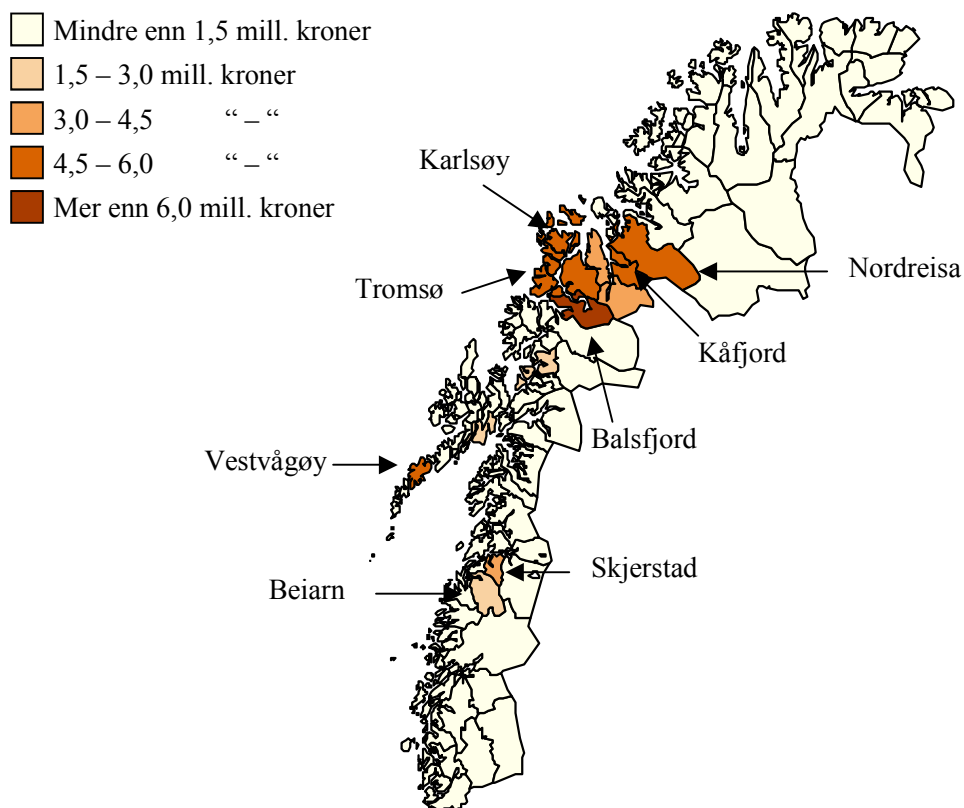 Mindre enn 1,5 mill. kroner
1,5 – 3,0 mill. kroner
3,0 – 4,5 “ – “
4,5 – 6,0 “ – “
Mer enn 6,0 mill. kroner
Karlsøy
Tromsø
Nordreisa
Kåfjord
Balsfjord
Vestvågøy
Skjerstad
Beiarn